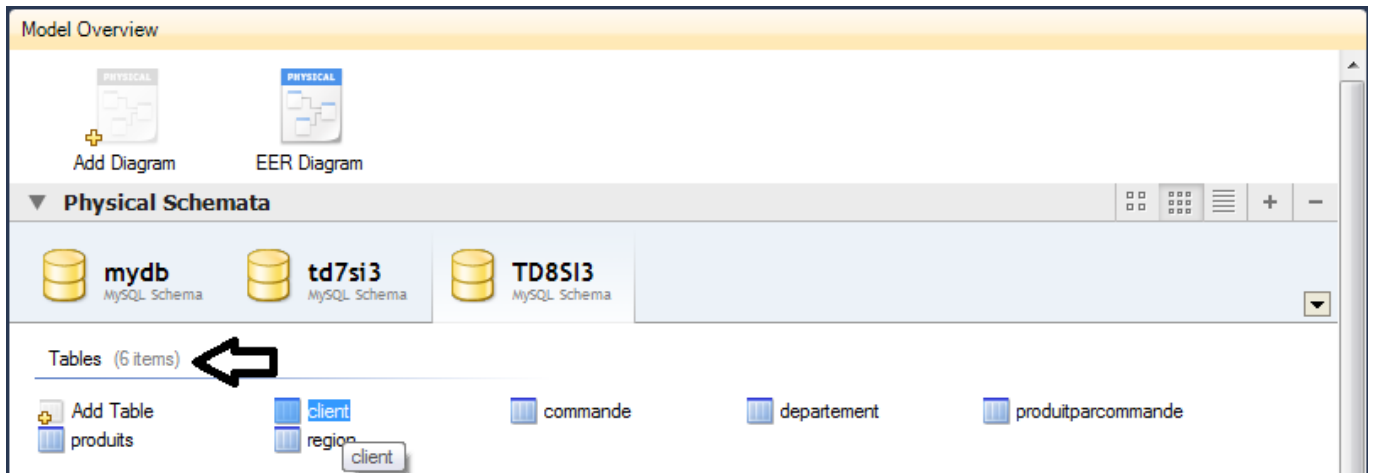 Model Overview
PHYSICAL PHYSICAL
Add Diagram EER Diagram
Physical Schemata
mydb td7si3 TD8SI3
MySQL Schema MySQL Schema MySQL Schema
Tables (6 items)
Add Table client commande departement produitparcommande
produits region
client